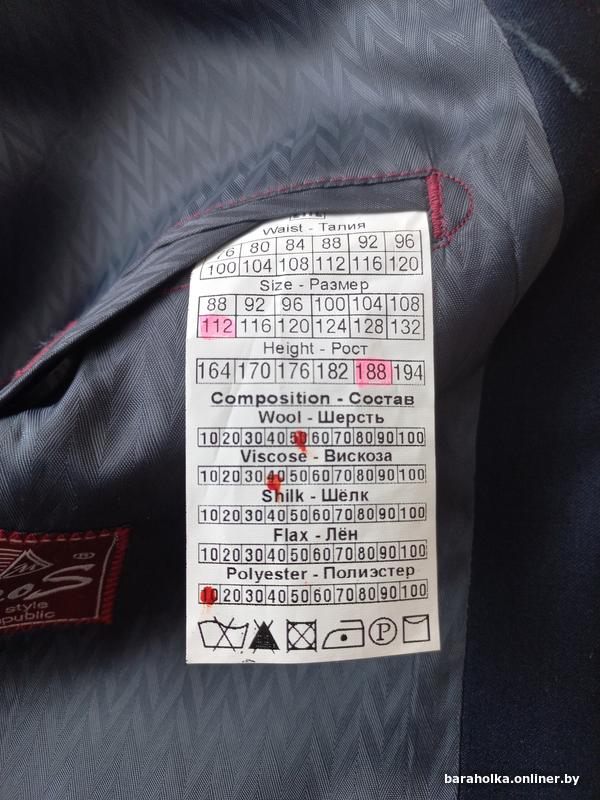 Waist - Талия
76 80 84 88 92 96
100 104 108 112 116 120
Size - Размер
88 92 96 100 104 108
112 116 120 124 128 132
Height - Рост
164 170 176 182 188 194
Composition - Состав
Wool - Шерсть
10 20 30 40 50 60 70 80 90 100
Viscose - Вискоза
10 20 30 40 50 60 70 80 90 100
Shilk - Шёлк
10 20 30 40 50 60 70 80 90 100
Flax - Лён
10 20 30 40 50 60 70 80 90 100
Polyester - Полиэстер
10 20 30 40 50 60 70 80 90 100
P
style
baraholka.onliner.by